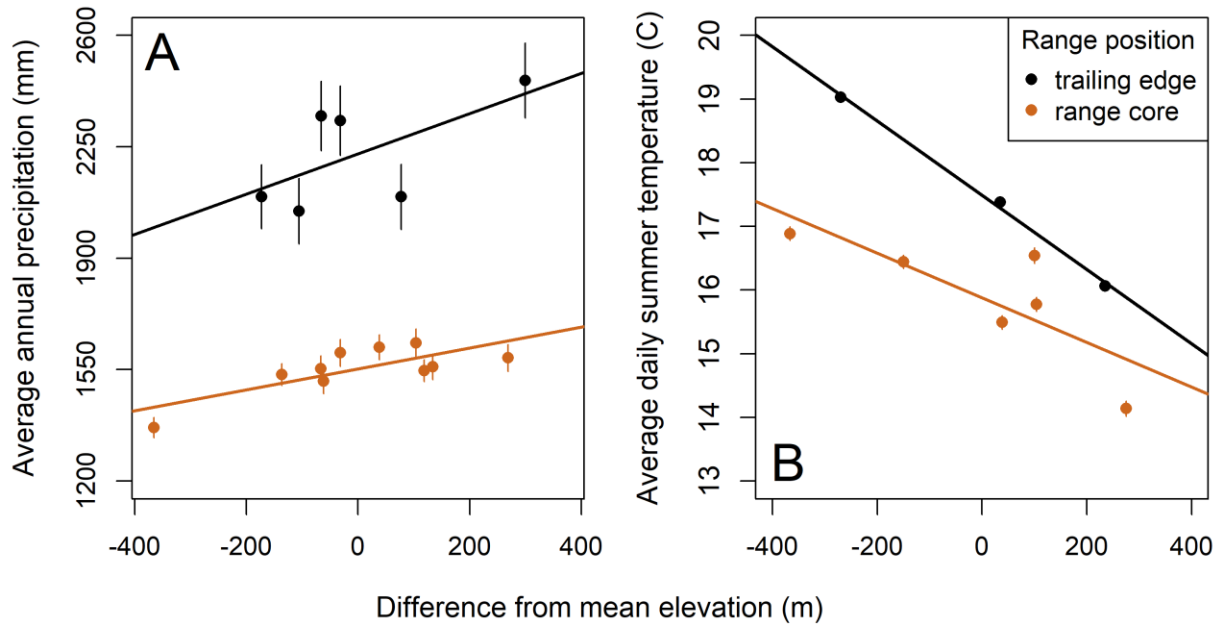 Average annual precipitation (mm)
2600
2250
1900
1550
1200
A
-400 -200 0 200 400
Average daily summer temperature (C)
20
19
18
17
16
15
14
13
B
Range position
trailing edge
range core
-400 -200 0 200 400
Difference from mean elevation (m)